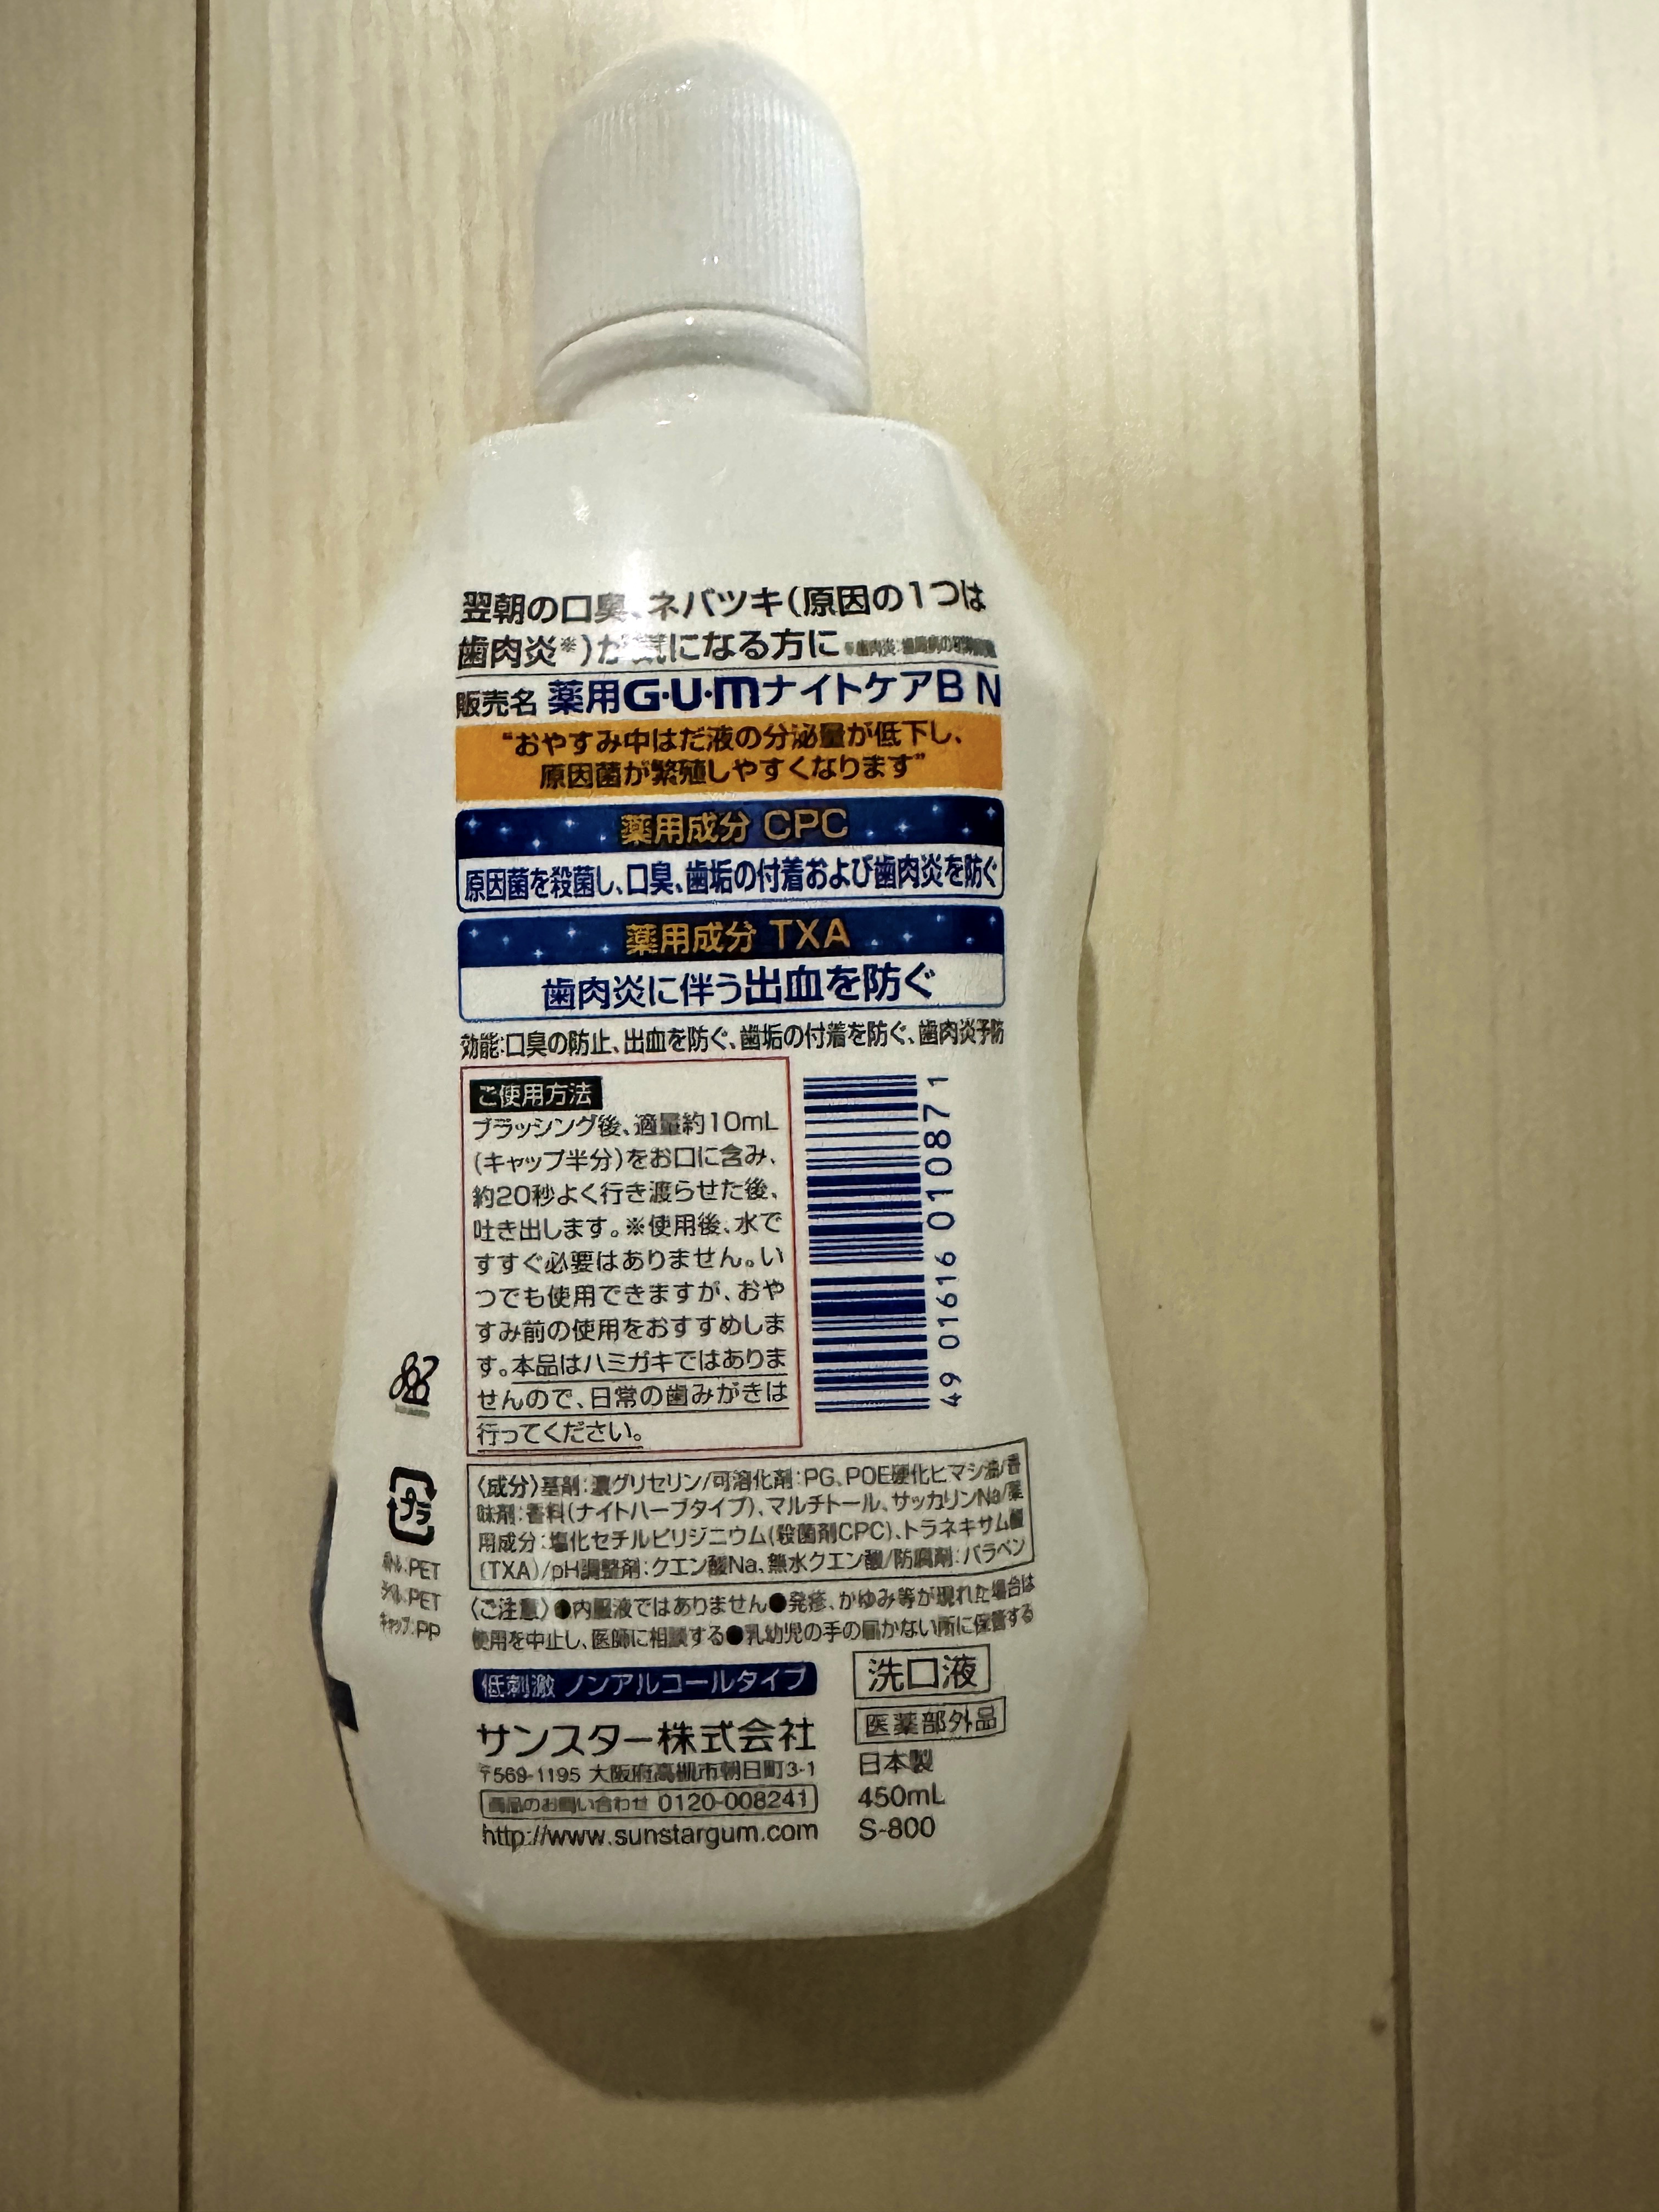 翌朝の口臭、ネバツキ(原因の1つは
歯肉炎※)が気になる方に
販売名 薬用G・U・mナイトケアB N
“おやすみ中はだ液の分泌量が低下し、
原因菌が繁殖しやすくなります”
薬用成分 CPC
原因菌を殺菌し、口臭、歯垢の付着および歯肉炎を防ぐ
薬用成分 TXA
歯肉炎に伴う出血を防ぐ
効能:口臭の防止、出血を防ぐ、歯垢の付着を防ぐ、歯肉炎予防
ご使用方法
ブラッシング後、適量約10mL
(キャップ半分)をお口に含み、
約20秒よく行き渡らせた後、
吐き出します。※使用後、水で
すすぐ必要はありません。い
つでも使用できますが、おや
すみ前の使用をおすすめしま
す。本品はハミガキではありま
せんので、日常の歯みがきは
行ってください。
49 01616 010871
〈成分〉基剤:濃グリセリン/可溶化剤:PG、POE硬化ヒマシ油/香
味剤:香料(ナイトハーブタイプ)、マルチトール、サッカリンNa/薬
用成分:塩化セチルピリジニウム(殺菌剤CPC)、トラネキサム酸
(TXA)/pH調整剤:クエン酸Na、無水クエン酸/防腐剤:パラベン
〈ご注意〉●内服液ではありません●発疹、かゆみ等が現れた場合は
使用を中止し、医師に相談する●乳幼児の手の届かない所に保管する
プラ
ボトル:PET
ラベル:PET
キャップ:PP
低刺激 ノンアルコールタイプ
サンスター株式会社
〒569-1195 大阪府高槻市朝日町3-1
商品のお問い合わせ 0120-008241
http://www.sunstargum.com
洗口液
医薬部外品
日本製
450mL
S-800